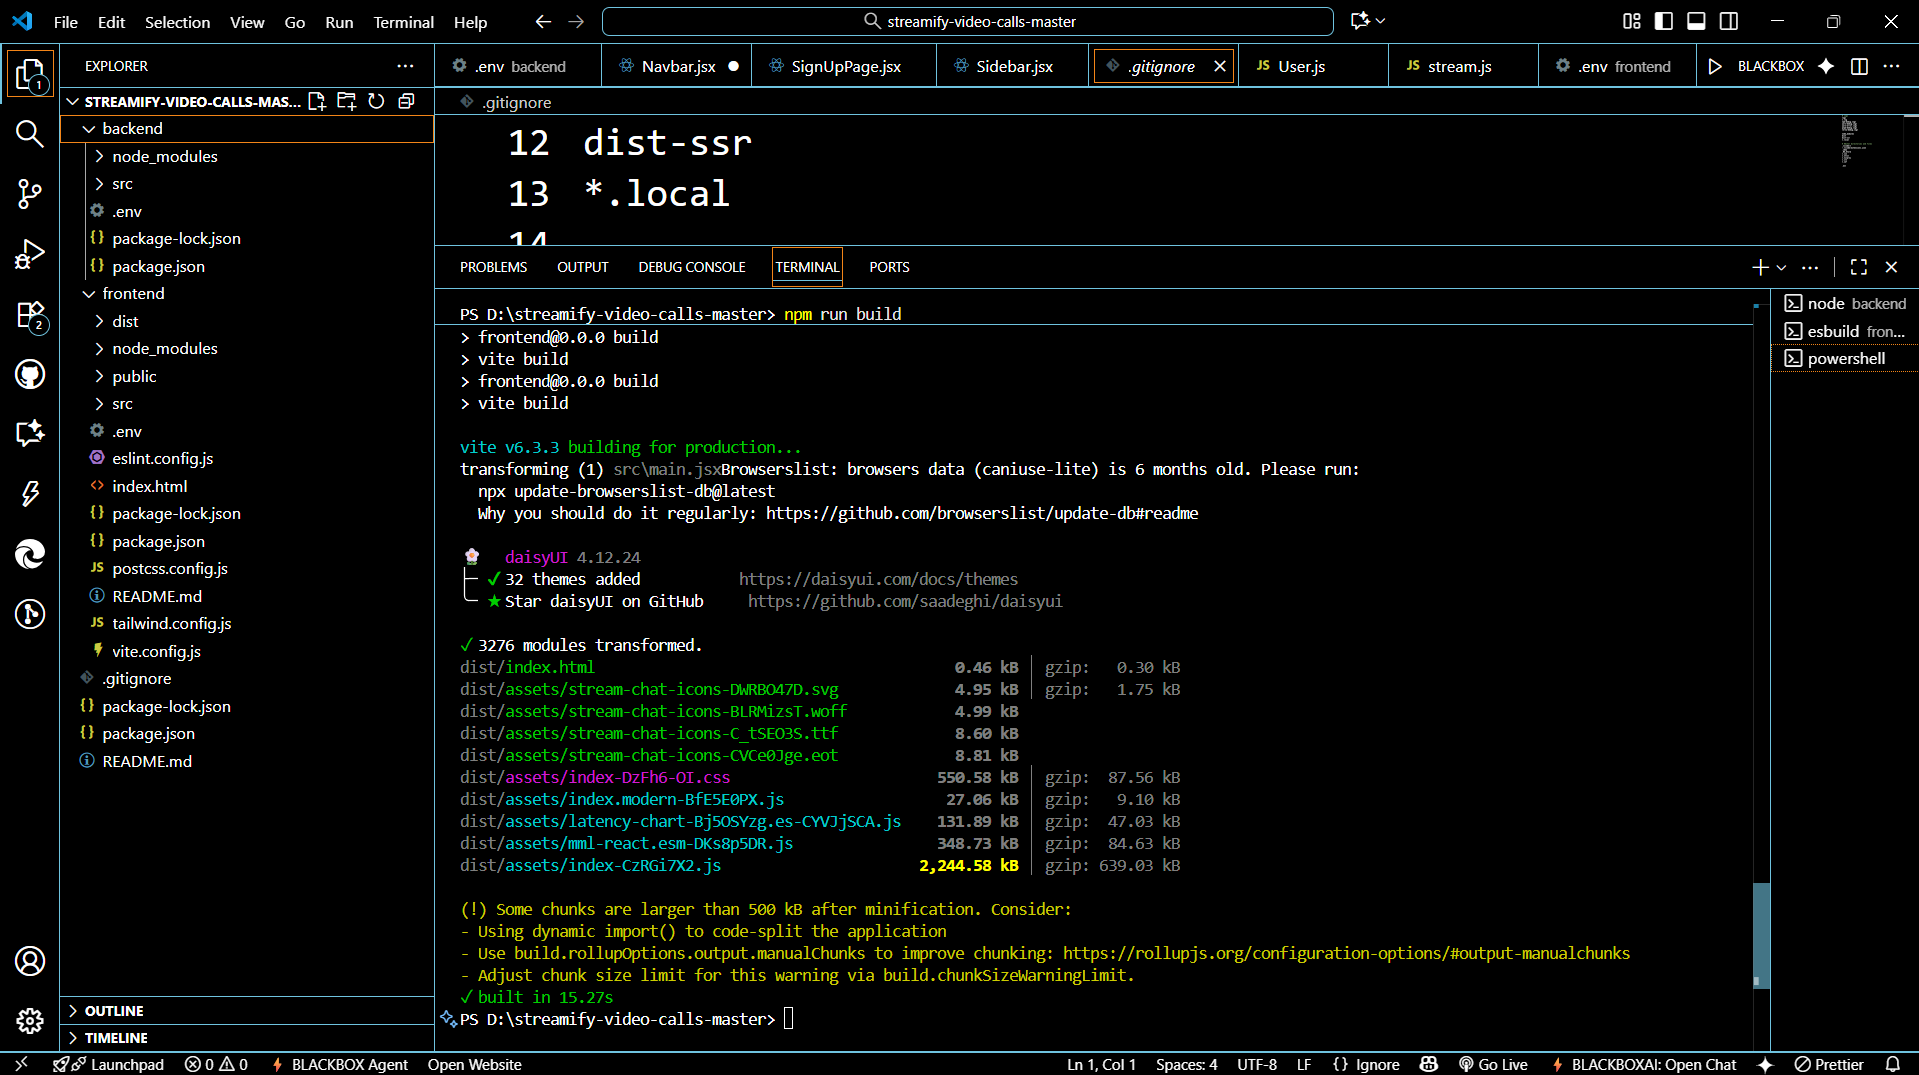 File Edit Selection View Go Run Terminal Help
streamify-video-calls-master
EXPLORER
.env backend
Navbar.jsx
SignUpPage.jsx
Sidebar.jsx
.gitignore
JS User.js
JS stream.js
.env frontend
BLACKBOX
STREAMIFY-VIDEO-CALLS-MAS...
.gitignore
backend
node_modules
src
.env
{} package-lock.json
{} package.json
frontend
dist
node_modules
public
src
.env
eslint.config.js
<> index.html
{} package-lock.json
{} package.json
JS postcss.config.js
README.md
JS tailwind.config.js
vite.config.js
.gitignore
{} package-lock.json
{} package.json
README.md
OUTLINE
TIMELINE
1
2
12 dist-ssr
13 *.local
14
PROBLEMS OUTPUT DEBUG CONSOLE TERMINAL PORTS
node backend
esbuild fron...
powershell
PS D:\streamify-video-calls-master> npm run build
> frontend@0.0.0 build
> vite build
> frontend@0.0.0 build
> vite build
vite v6.3.3 building for production...
transforming (1) src\main.jsxBrowserslist: browsers data (caniuse-lite) is 6 months old. Please run:
npx update-browserslist-db@latest
Why you should do it regularly: https://github.com/browserslist/update-db#readme
daisyUI 4.12.24
✓ 32 themes added https://daisyui.com/docs/themes
★ Star daisyUI on GitHub https://github.com/saadeghi/daisyui
✓ 3276 modules transformed.
dist/index.html 0.46 kB │ gzip: 0.30 kB
dist/assets/stream-chat-icons-DWRBO47D.svg 4.95 kB │ gzip: 1.75 kB
dist/assets/stream-chat-icons-BLRMizsT.woff 4.99 kB
dist/assets/stream-chat-icons-C_tSEO3S.ttf 8.60 kB
dist/assets/stream-chat-icons-CVCe0Jge.eot 8.81 kB
dist/assets/index-DzFh6-OI.css 550.58 kB │ gzip: 87.56 kB
dist/assets/index.modern-BfE5E0PX.js 27.06 kB │ gzip: 9.10 kB
dist/assets/latency-chart-Bj5OSYzg.es-CYVJjSCA.js 131.89 kB │ gzip: 47.03 kB
dist/assets/mml-react.esm-DKs8p5DR.js 348.73 kB │ gzip: 84.63 kB
dist/assets/index-CzRGi7X2.js 2,244.58 kB │ gzip: 639.03 kB
(!) Some chunks are larger than 500 kB after minification. Consider:
- Using dynamic import() to code-split the application
- Use build.rollupOptions.output.manualChunks to improve chunking: https://rollupjs.org/configuration-options/#output-manualchunks
- Adjust chunk size limit for this warning via build.chunkSizeWarningLimit.
✓ built in 15.27s
PS D:\streamify-video-calls-master>
Launchpad 0 0 BLACKBOX Agent Open Website Ln 1, Col 1 Spaces: 4 UTF-8 LF {} Ignore Go Live BLACKBOXAI: Open Chat Prettier